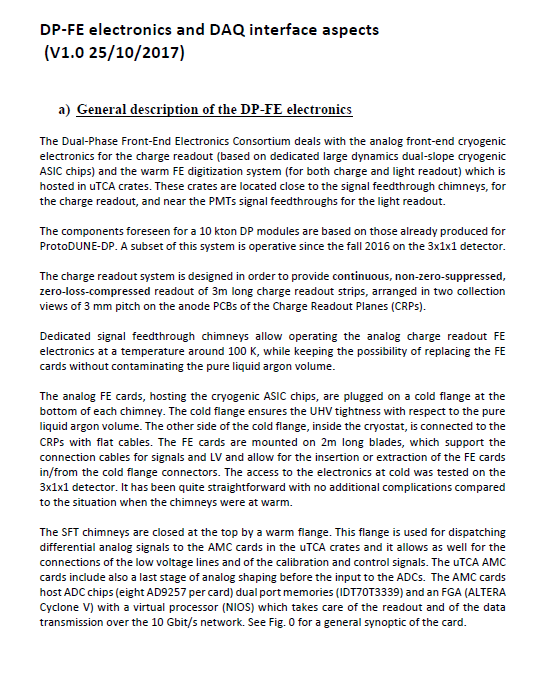 DP-FE electronics and DAQ interface aspects
(V1.0 25/10/2017)
a) General description of the DP-FE electronics
The Dual-Phase Front-End Electronics Consortium deals with the analog front-end cryogenic
electronics for the charge readout (based on dedicated large dynamics dual-slope cryogenic
ASIC chips) and the warm FE digitization system (for both charge and light readout) which is
hosted in uTCA crates. These crates are located close to the signal feedthrough chimneys, for
the charge readout, and near the PMTs signal feedthroughs for the light readout.
The components foreseen for a 10 kton DP modules are based on those already produced for
ProtoDUNE-DP. A subset of this system is operative since the fall 2016 on the 3x1x1 detector.
The charge readout system is designed in order to provide continuous, non-zero-suppressed,
zero-loss-compressed readout of 3m long charge readout strips, arranged in two collection
views of 3 mm pitch on the anode PCBs of the Charge Readout Planes (CRPs).
Dedicated signal feedthrough chimneys allow operating the analog charge readout FE
electronics at a temperature around 100 K, while keeping the possibility of replacing the FE
cards without contaminating the pure liquid argon volume.
The analog FE cards, hosting the cryogenic ASIC chips, are plugged on a cold flange at the
bottom of each chimney. The cold flange ensures the UHV tightness with respect to the pure
liquid argon volume. The other side of the cold flange, inside the cryostat, is connected to the
CRPs with flat cables. The FE cards are mounted on 2m long blades, which support the
connection cables for signals and LV and allow for the insertion or extraction of the FE cards
in/from the cold flange connectors. The access to the electronics at cold was tested on the
3x1x1 detector. It has been quite straightforward with no additional complications compared
to the situation when the chimneys were at warm.
The SFT chimneys are closed at the top by a warm flange. This flange is used for dispatching
differential analog signals to the AMC cards in the uTCA crates and it allows as well for the
connections of the low voltage lines and of the calibration and control signals. The uTCA AMC
cards include also a last stage of analog shaping before the input to the ADCs. The AMC cards
host ADC chips (eight AD9257 per card) dual port memories (IDT70T3339) and an FGA (ALTERA
Cyclone V) with a virtual processor (NIOS) which takes care of the readout and of the data
transmission over the 10 Gbit/s network. See Fig. 0 for a general synoptic of the card.